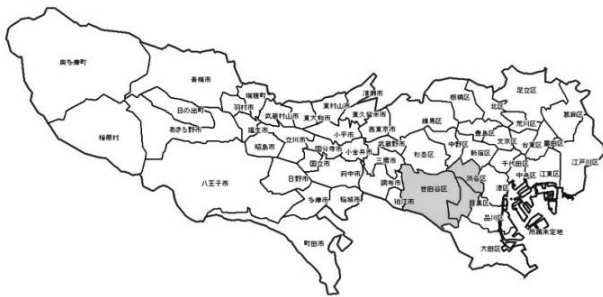 奥多摩町
青梅市
檜原村
日の出町
あきる野市
瑞穂町
羽村市
福生市
武蔵村山市
東大和市
東村山市
清瀬市
東久留米市
西東京市
昭島市
立川市
小平市
国分寺市
小金井市
武蔵野市
三鷹市
国立市
八王子市
日野市
府中市
調布市
狛江市
多摩市
稲城市
町田市
板橋区
練馬区
北区
足立区
葛飾区
荒川区
豊島区
文京区
台東区
墨田区
中野区
杉並区
新宿区
千代田区
江戸川区
中央区
江東区
渋谷区
港区
世田谷区
目黒区
品川区
所属未定地
大田区